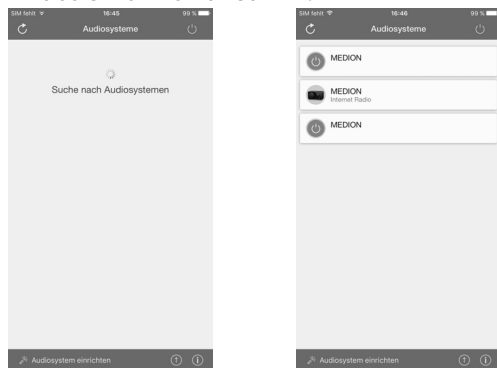 SIM fehlt 16:45 99 %
Audiosysteme
Suche nach Audiosystemen
Audiosystem einrichten
SIM fehlt 16:46 99 %
Audiosysteme
MEDION
MEDION
Internet Radio
MEDION
Audiosystem einrichten